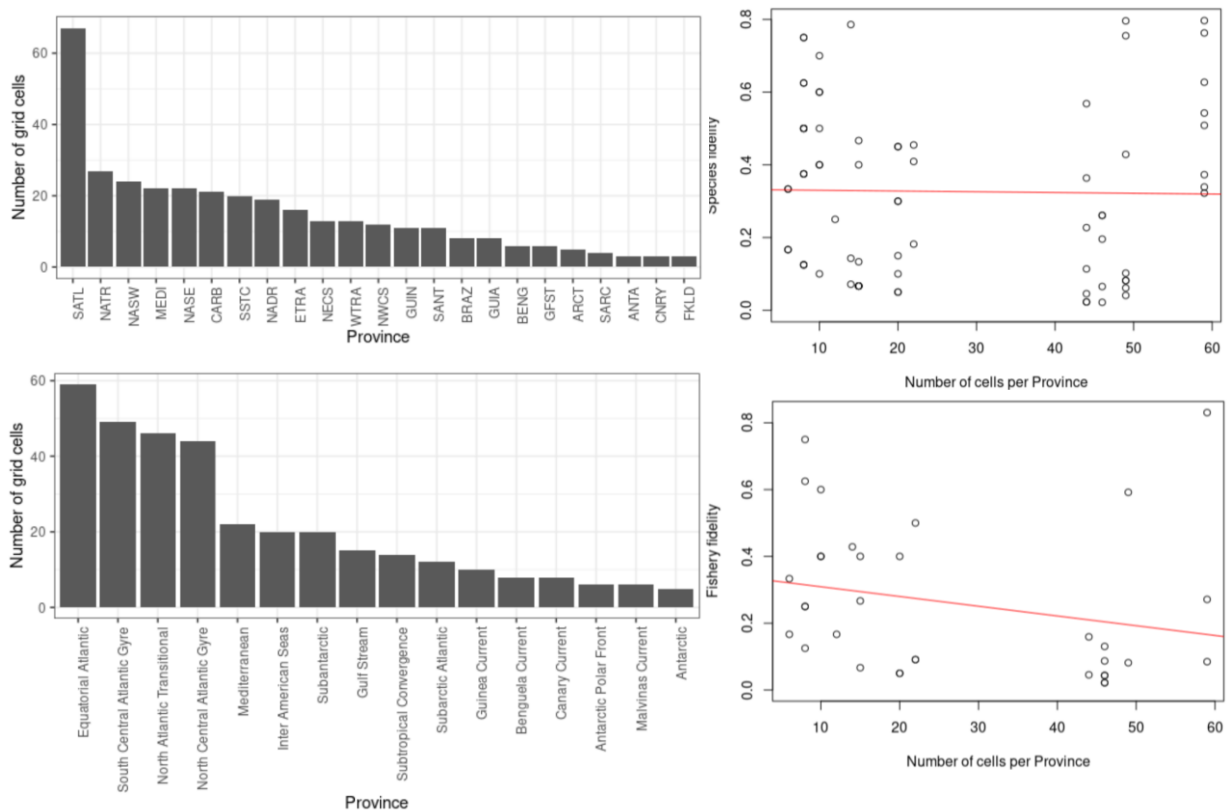 Number of grid cells
60
40
20
0
SATL
NATR
NASW
MEDI
NASE
CARB
SSTC
NADR
ETRA
NECS
WTRA
NWCS
GUIN
SANT
BRAZ
GUIA
BENG
GFST
ARCT
SARC
ANTA
CNRY
FKLD
Province
Species fidelity
0.8
0.6
0.4
0.2
0.0
10
20
30
40
50
60
Number of cells per Province
Number of grid cells
60
40
20
0
Equatorial Atlantic
South Central Atlantic Gyre
North Atlantic Transitional
North Central Atlantic Gyre
Mediterranean
Inter American Seas
Subantarctic
Gulf Stream
Subtropical Convergence
Subarctic Atlantic
Guinea Current
Benguela Current
Canary Current
Antarctic Polar Front
Malvinas Current
Antarctic
Province
Fishery fidelity
0.8
0.6
0.4
0.2
0.0
10
20
30
40
50
60
Number of cells per Province